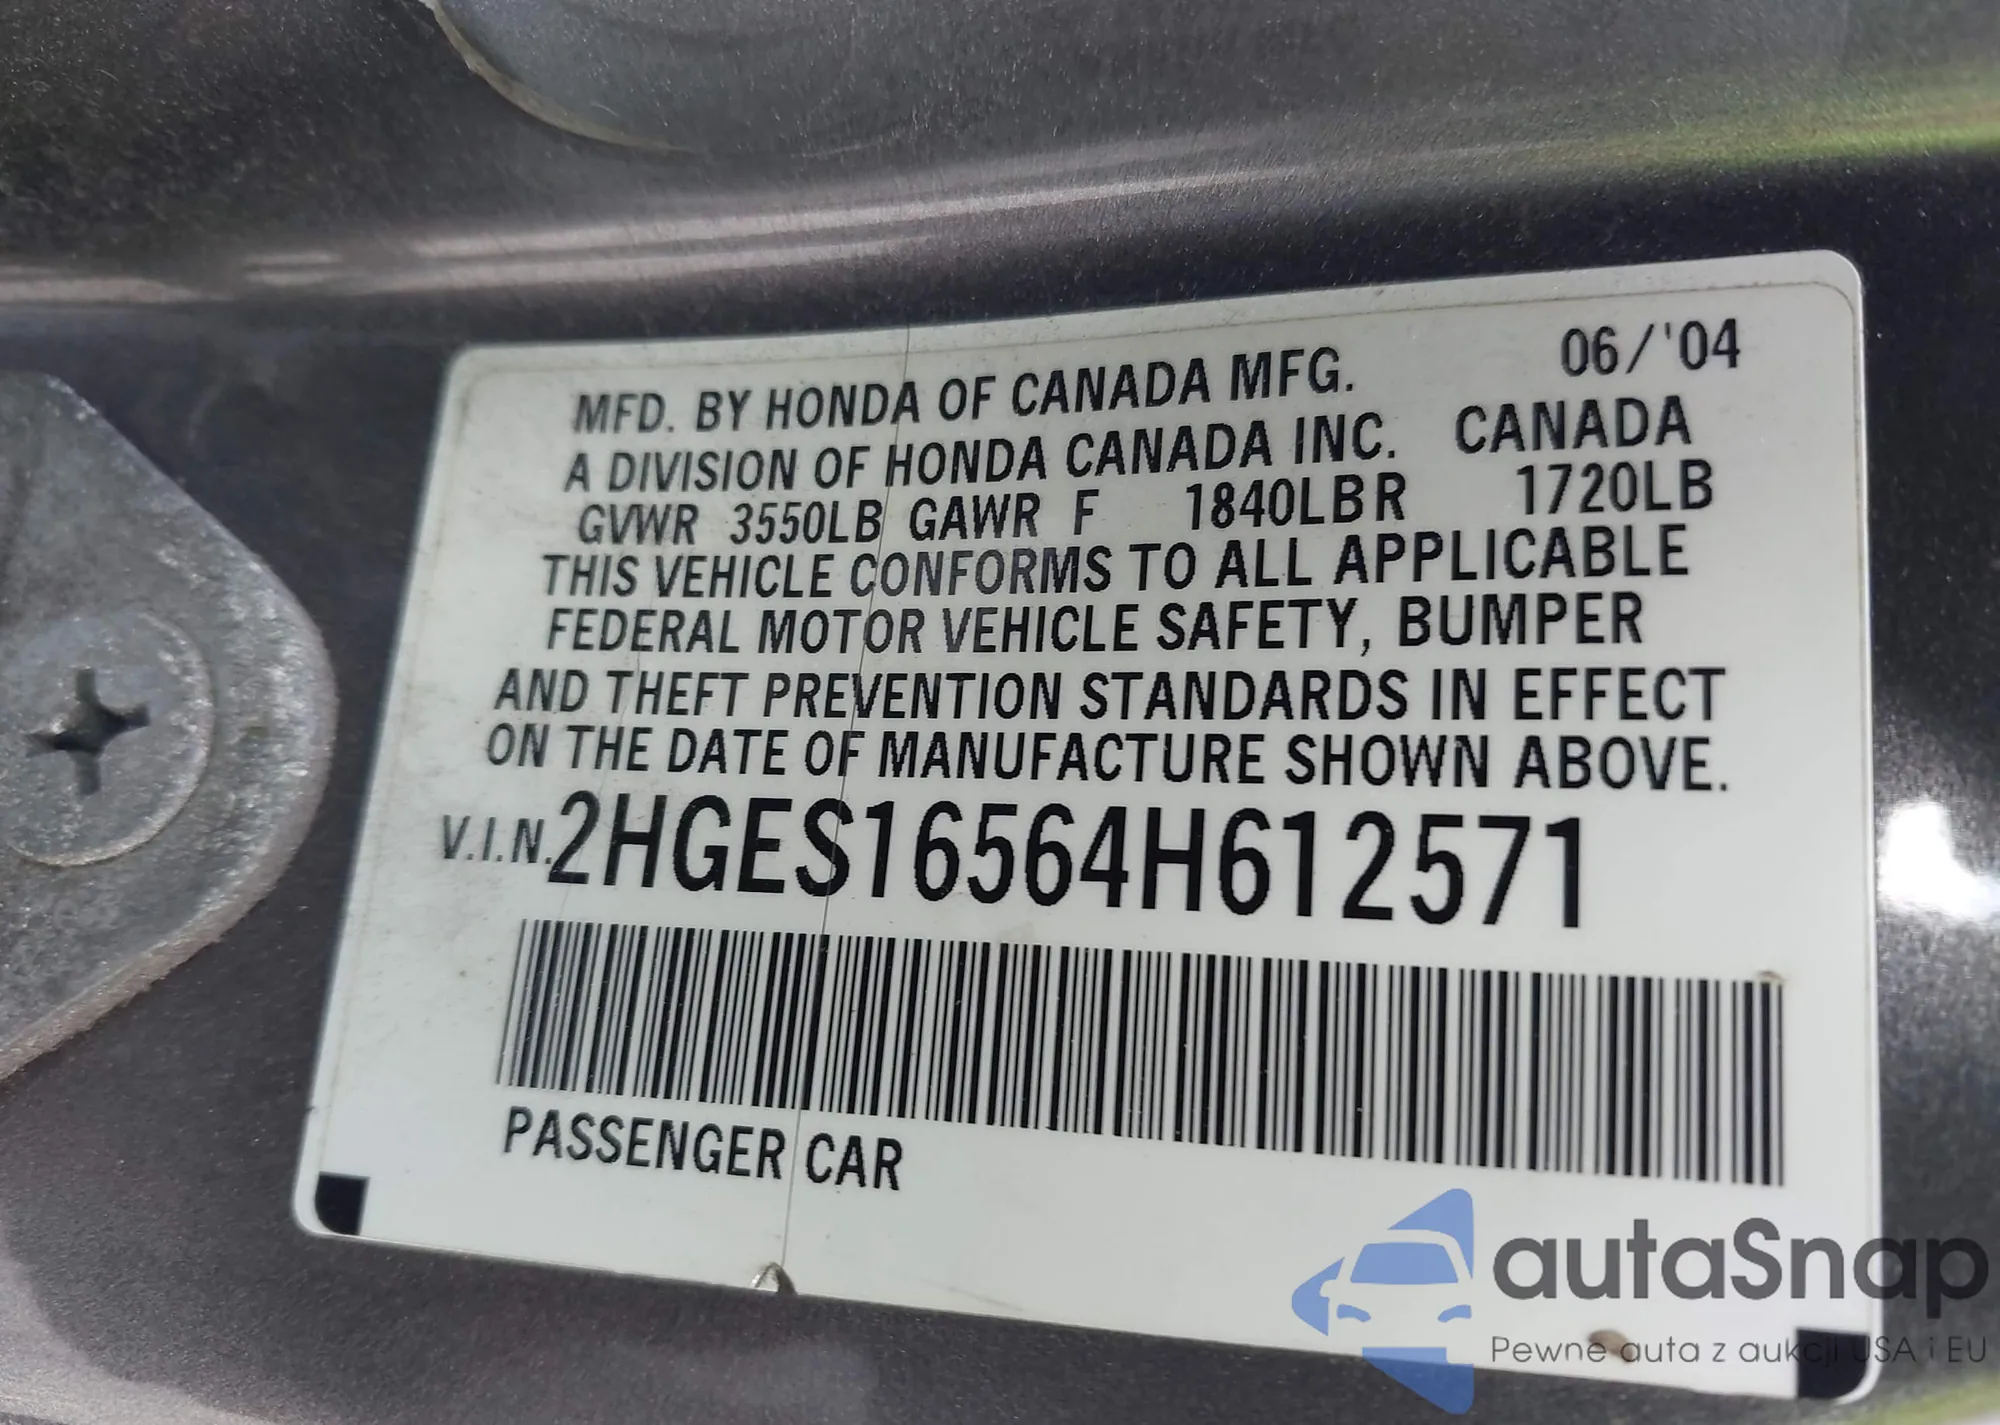 06/'04
MFD. BY HONDA OF CANADA MFG.
A DIVISION OF HONDA CANADA INC. CANADA
GVWR 3550LB GAWR F 1840LB R 1720LB
THIS VEHICLE CONFORMS TO ALL APPLICABLE
FEDERAL MOTOR VEHICLE SAFETY, BUMPER
AND THEFT PREVENTION STANDARDS IN EFFECT
ON THE DATE OF MANUFACTURE SHOWN ABOVE.
V.I.N. 2HGES16564H612571
PASSENGER CAR
autaSnap
Pewne auta z aukcji USA i EU